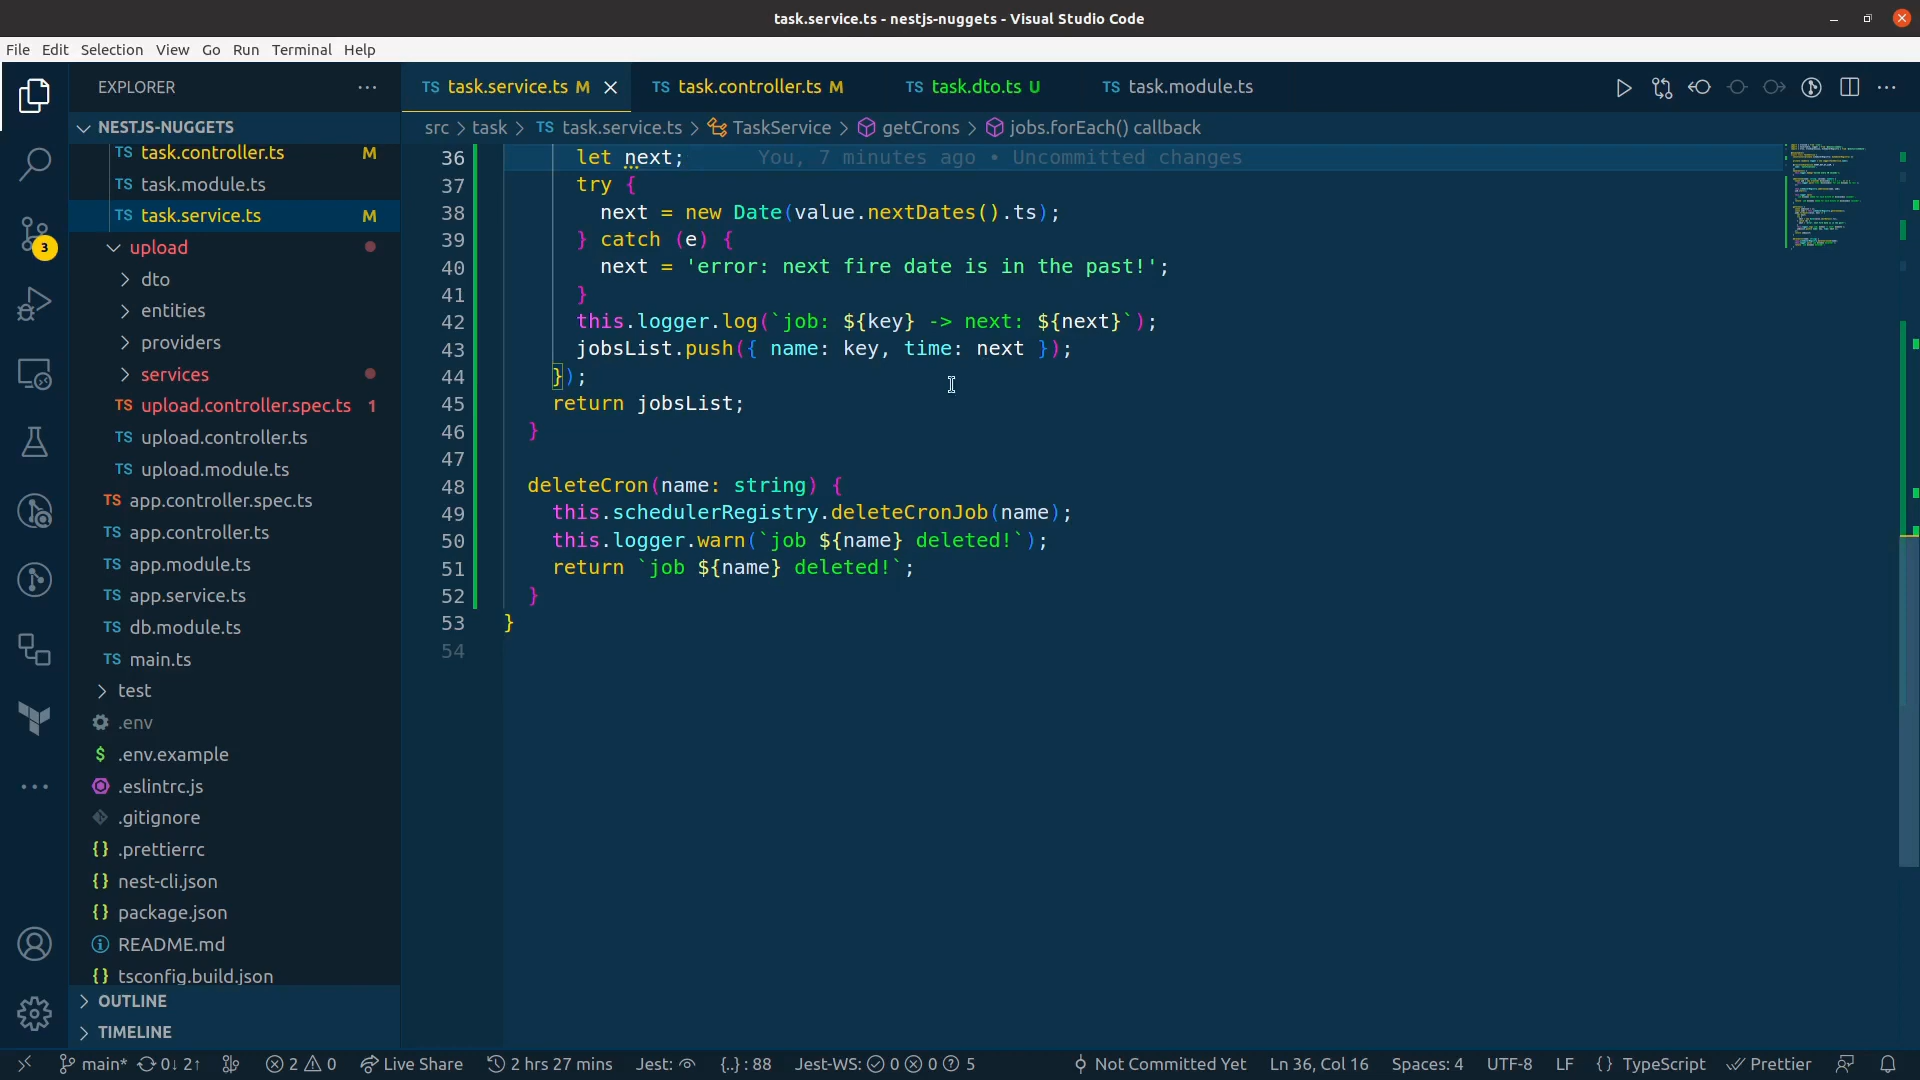 task.service.ts - nestjs-nuggets - Visual Studio Code
File Edit Selection View Go Run Terminal Help
EXPLORER
NESTJS-NUGGETS
TS task.controller.ts M
TS task.module.ts
TS task.service.ts M
upload
dto
entities
providers
services
TS upload.controller.spec.ts 1
TS upload.controller.ts
TS upload.module.ts
TS app.controller.spec.ts
TS app.controller.ts
TS app.module.ts
TS app.service.ts
TS db.module.ts
TS main.ts
test
.env
$ .env.example
.eslintrc.js
.gitignore
{} .prettierrc
{} nest-cli.json
{} package.json
README.md
{} tsconfig.build.json
OUTLINE
TIMELINE
3
TS task.service.ts M TS task.controller.ts M TS task.dto.ts U TS task.module.ts
src > task > TS task.service.ts > TaskService > getCrons > jobs.forEach() callback
36 let next; You, 7 minutes ago • Uncommitted changes
37 try {
38 next = new Date(value.nextDates().ts);
39 } catch (e) {
40 next = 'error: next fire date is in the past!';
41 }
42 this.logger.log(`job: ${key} -> next: ${next}`);
43 jobsList.push({ name: key, time: next });
44 });
45 return jobsList;
46 }
47
48 deleteCron(name: string) {
49 this.schedulerRegistry.deleteCronJob(name);
50 this.logger.warn(`job ${name} deleted!`);
51 return `job ${name} deleted!`;
52 }
53 }
54
main* 0↓ 2↑ 2 0 Live Share 2 hrs 27 mins Jest: {..} : 88 Jest-WS: 0 0 5 Not Committed Yet Ln 36, Col 16 Spaces: 4 UTF-8 LF {} TypeScript Prettier